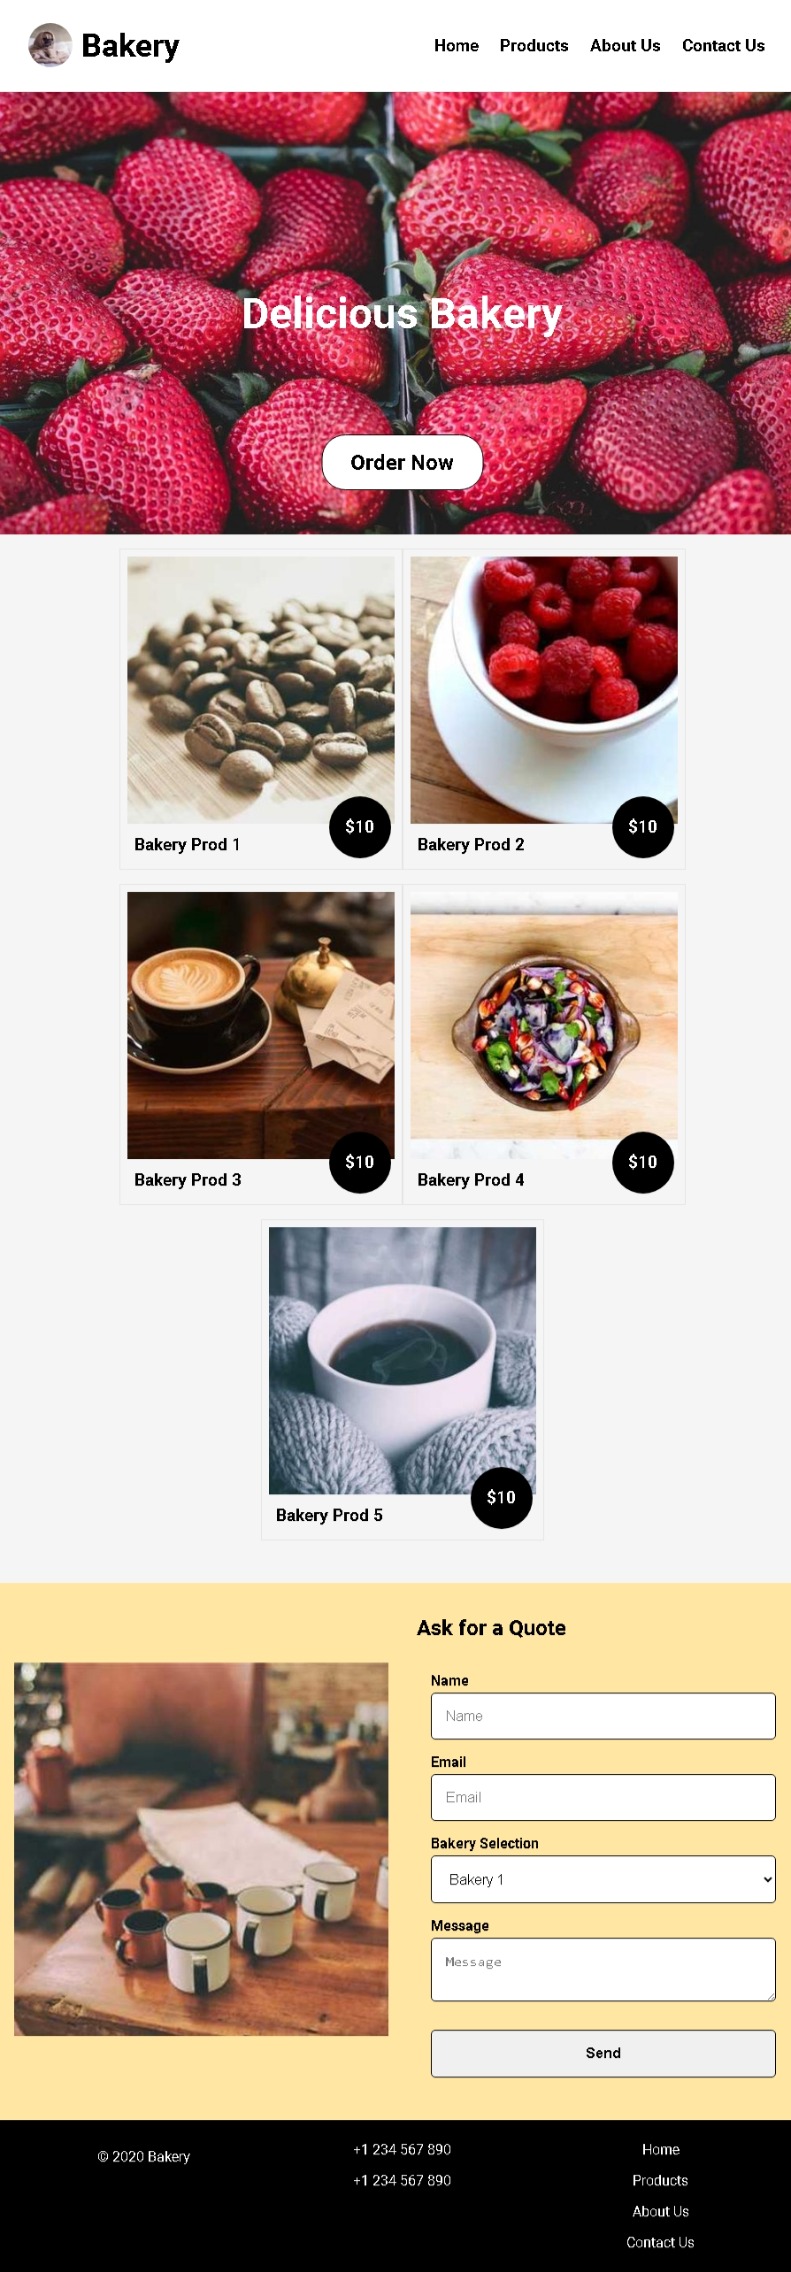 Bakery
Home Products About Us Contact Us
Delicious Bakery
Order Now
$10
Bakery Prod 1
$10
Bakery Prod 2
$10
Bakery Prod 3
$10
Bakery Prod 4
$10
Bakery Prod 5
Ask for a Quote
Name
Name
Email
Email
Bakery Selection
Bakery 1
Message
Message
Send
© 2020 Bakery
+1 234 567 890
+1 234 567 890
Home
Products
About Us
Contact Us